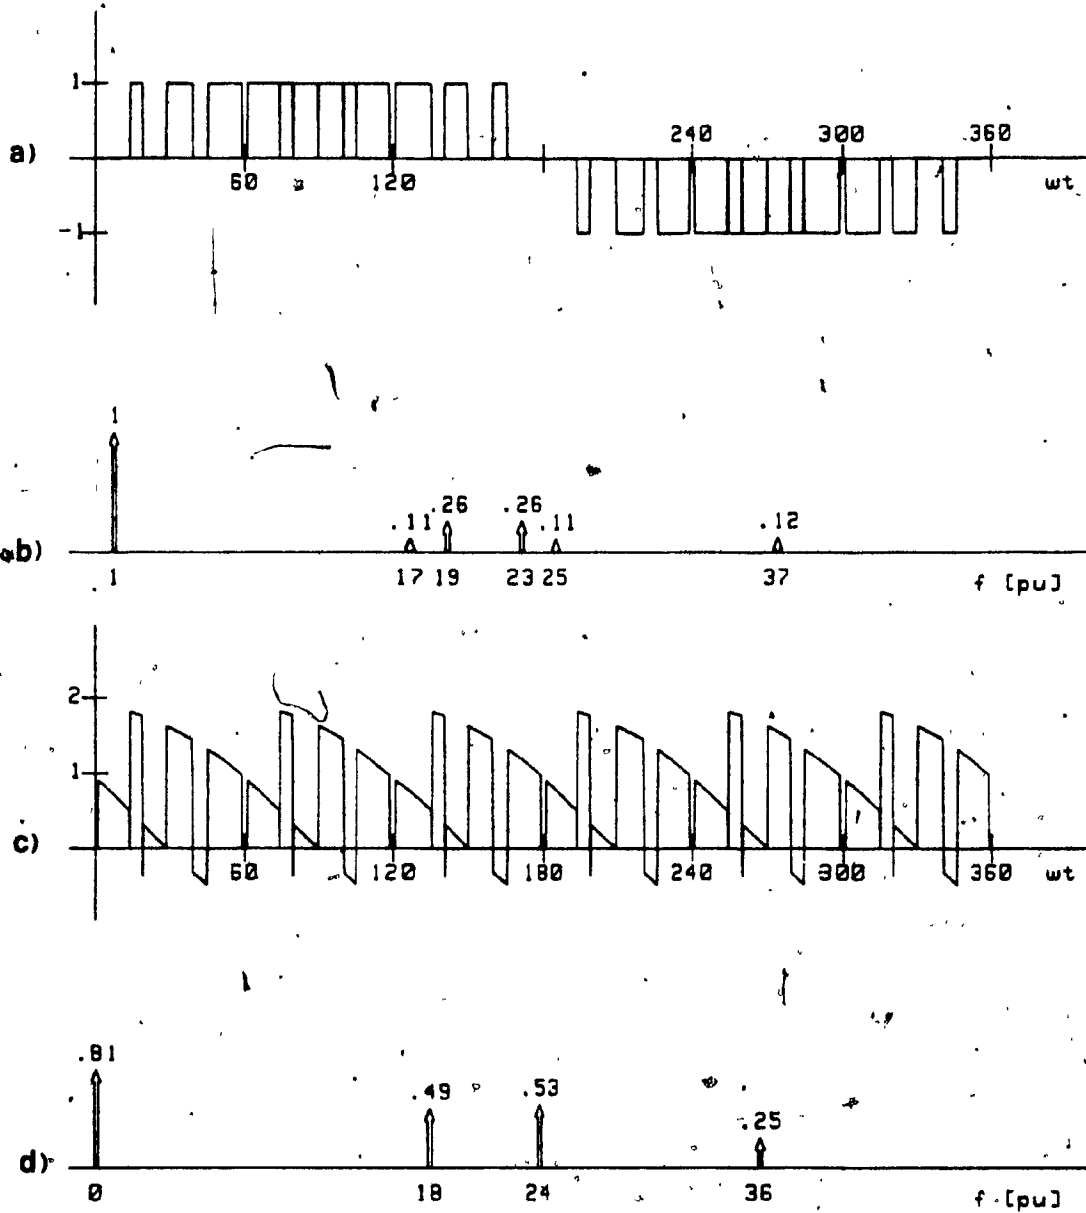 1
a)
240 300 360
60 120
wt
-1
1
.11 .26 .26 .11 .12
b)
1 17 19 23 25 37 f [pu]
2
1
c)
60 120 180 240 300 360 wt
.81
.49 .53
.25
d)
0 18 24 36 f [pu]